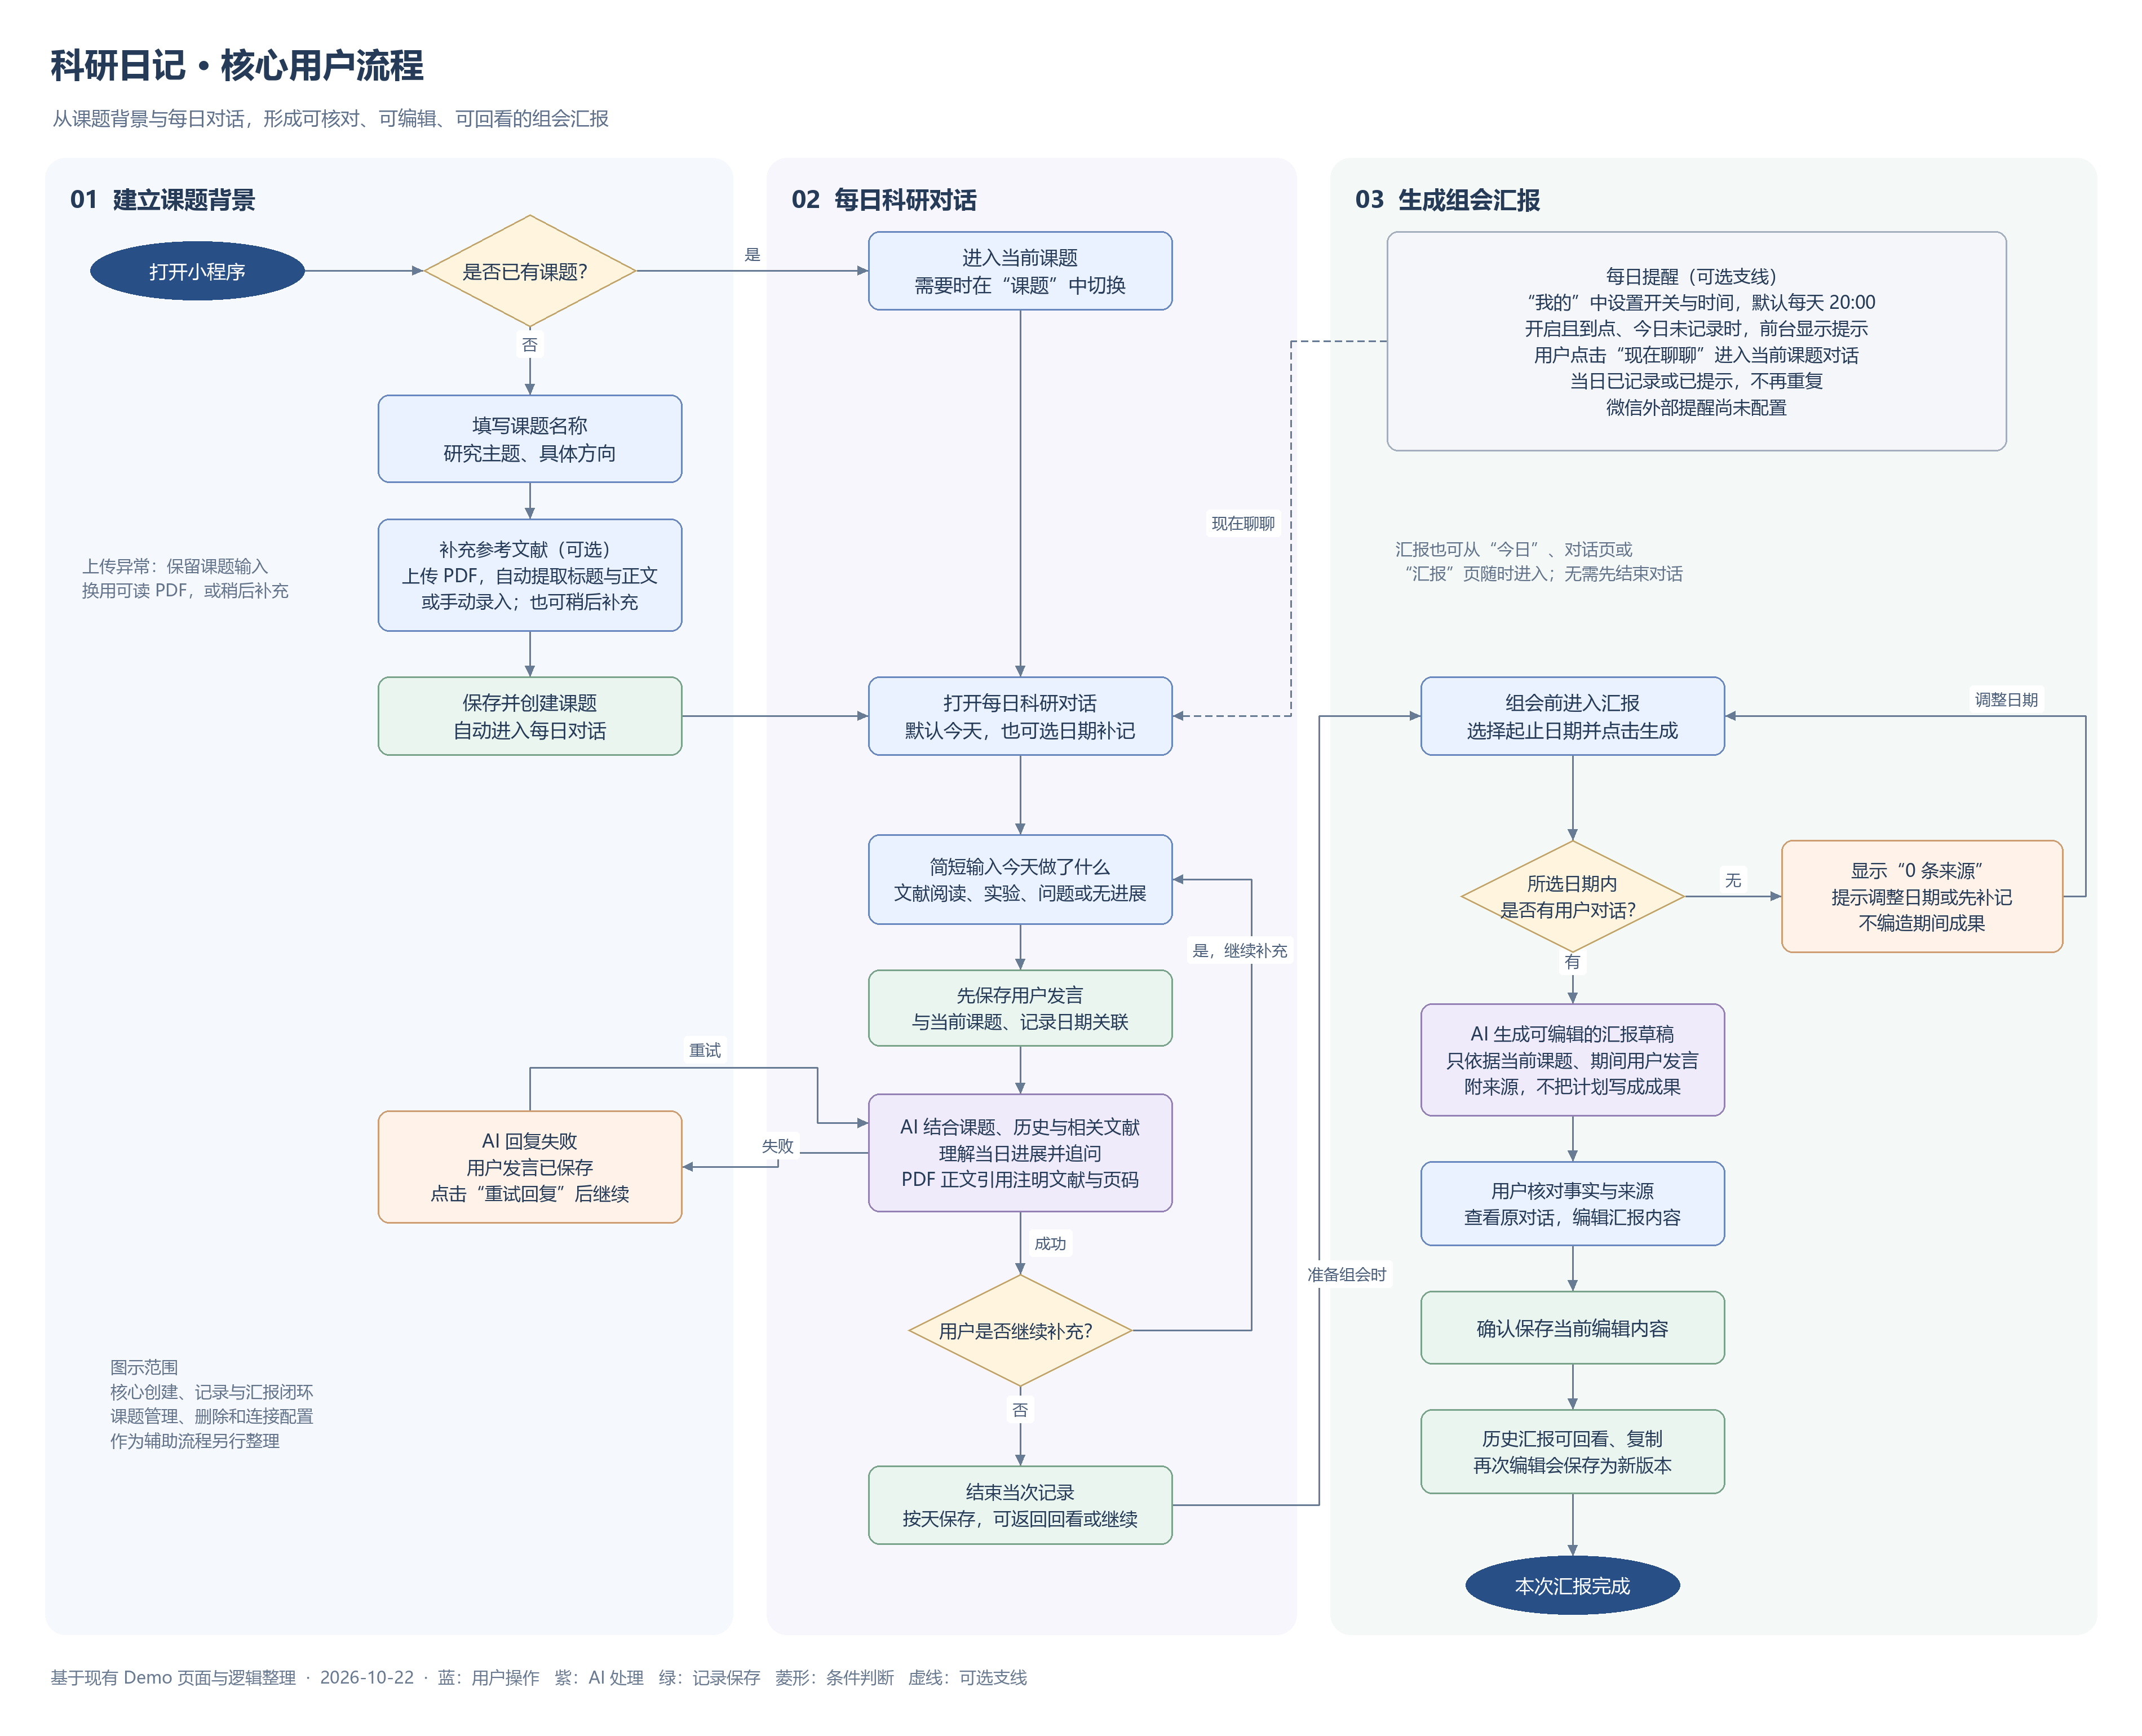 科研日记 · 核心用户流程
从课题背景与每日对话，形成可核对、可编辑、可回看的组会汇报
01 建立课题背景
打开小程序
是否已有课题？
是
否
填写课题名称
研究主题、具体方向
补充参考文献（可选）
上传 PDF，自动提取标题与正文
或手动录入；也可稍后补充
上传异常：保留课题输入
换用可读 PDF，或稍后补充
保存并创建课题
自动进入每日对话
重试
AI 回复失败
用户发言已保存
点击“重试回复”后继续
失败
图示范围
核心创建、记录与汇报闭环
课题管理、删除和连接配置
作为辅助流程另行整理
02 每日科研对话
进入当前课题
需要时在“课题”中切换
现在聊聊
打开每日科研对话
默认今天，也可选日期补记
简短输入今天做了什么
文献阅读、实验、问题或无进展
是，继续补充
先保存用户发言
与当前课题、记录日期关联
AI 结合课题、历史与相关文献
理解当日进展并追问
PDF 正文引用注明文献与页码
成功
用户是否继续补充？
否
结束当次记录
按天保存，可返回回看或继续
准备组会时
03 生成组会汇报
每日提醒（可选支线）
“我的”中设置开关与时间，默认每天 20:00
开启且到点、今日未记录时，前台显示提示
用户点击“现在聊聊”进入当前课题对话
当日已记录或已提示，不再重复
微信外部提醒尚未配置
汇报也可从“今日”、对话页或
“汇报”页随时进入；无需先结束对话
组会前进入汇报
选择起止日期并点击生成
调整日期
所选日期内
是否有用户对话？
无
显示“0 条来源”
提示调整日期或先补记
不编造期间成果
有
AI 生成可编辑的汇报草稿
只依据当前课题、期间用户发言
附来源，不把计划写成成果
用户核对事实与来源
查看原对话，编辑汇报内容
确认保存当前编辑内容
历史汇报可回看、复制
再次编辑会保存为新版本
本次汇报完成
基于现有 Demo 页面与逻辑整理 · 2026-10-22 · 蓝：用户操作 紫：AI 处理 绿：记录保存 菱形：条件判断 虚线：可选支线